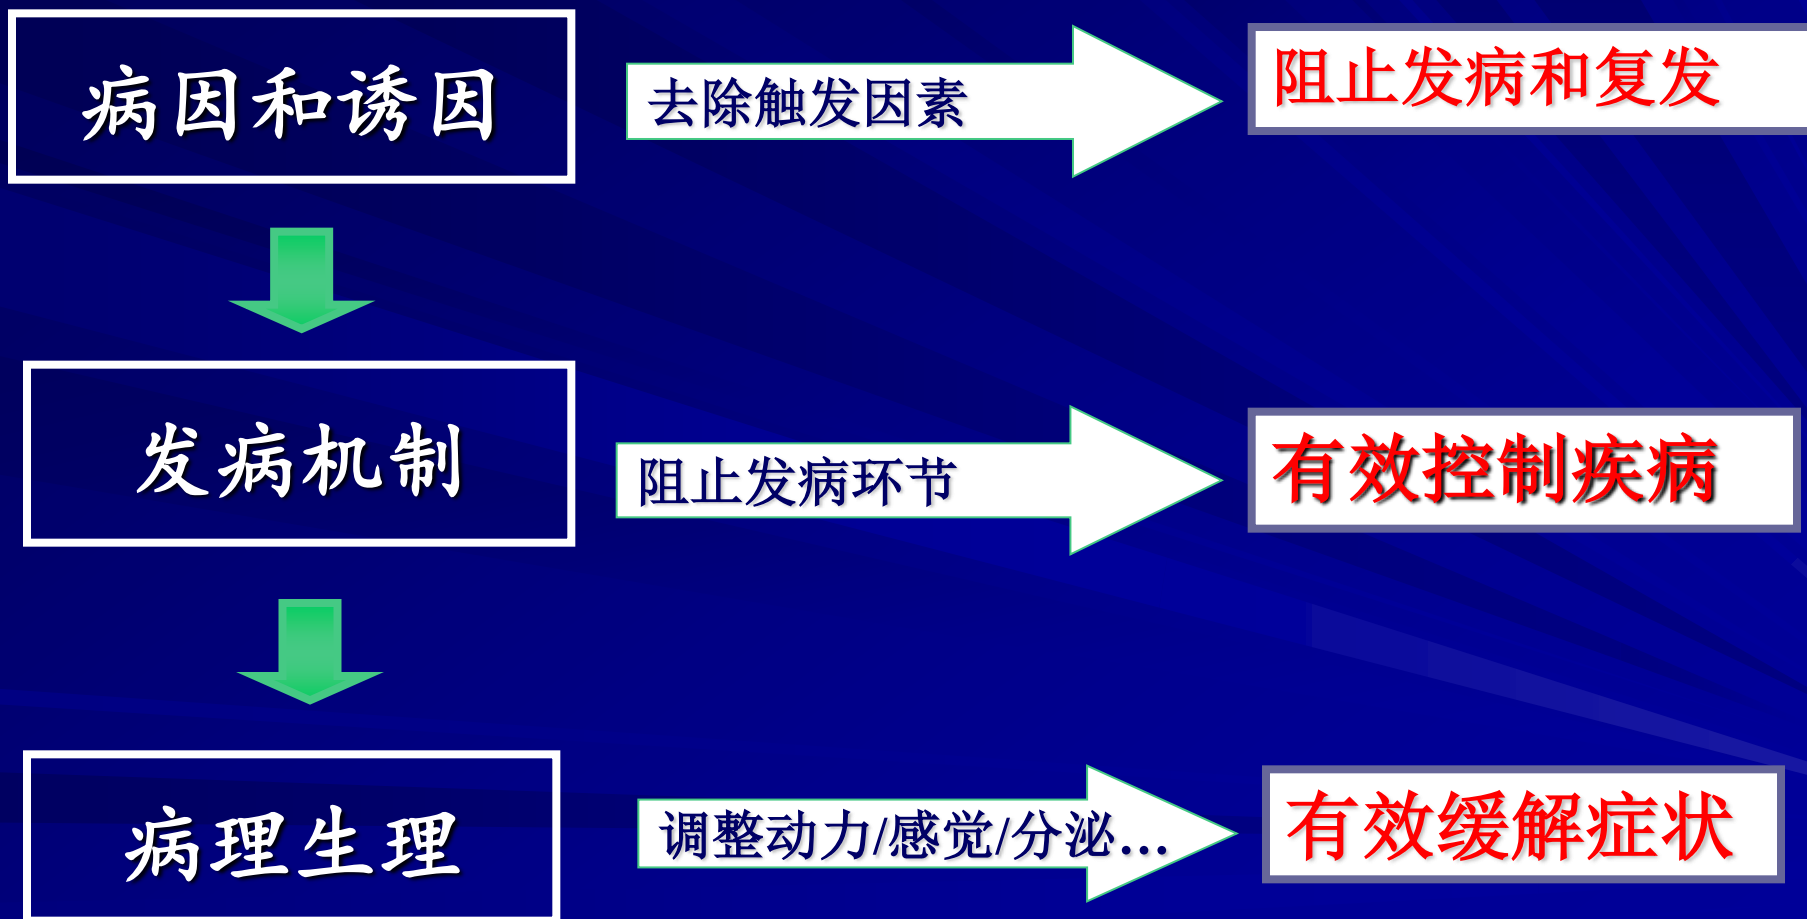 病因和诱因
去除触发因素
阻止发病和复发
发病机制
阻止发病环节
有效控制疾病
病理生理
调整动力/感觉/分泌…
有效缓解症状